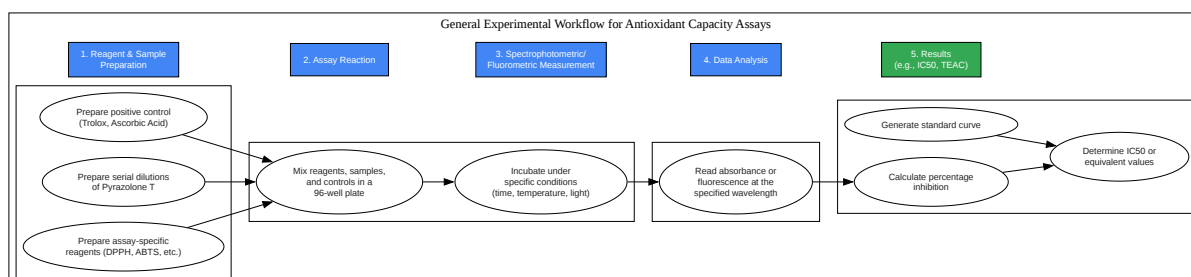 General Experimental Workflow for Antioxidant Capacity Assays
1. Reagent & Sample
Preparation
2. Assay Reaction
3. Spectrophotometric/
Fluorometric Measurement
4. Data Analysis
5. Results
(e.g., IC50, TEAC)
Prepare positive control
(Trolox, Ascorbic Acid)
Prepare serial dilutions
of Pyrazolone T
Prepare assay-specific
reagents (DPPH, ABTS, etc.)
Mix reagents, samples,
and controls in a
96-well plate
Incubate under
specific conditions
(time, temperature, light)
Read absorbance or
fluorescence at the
specified wavelength
Generate standard curve
Calculate percentage
inhibition
Determine IC50 or
equivalent values